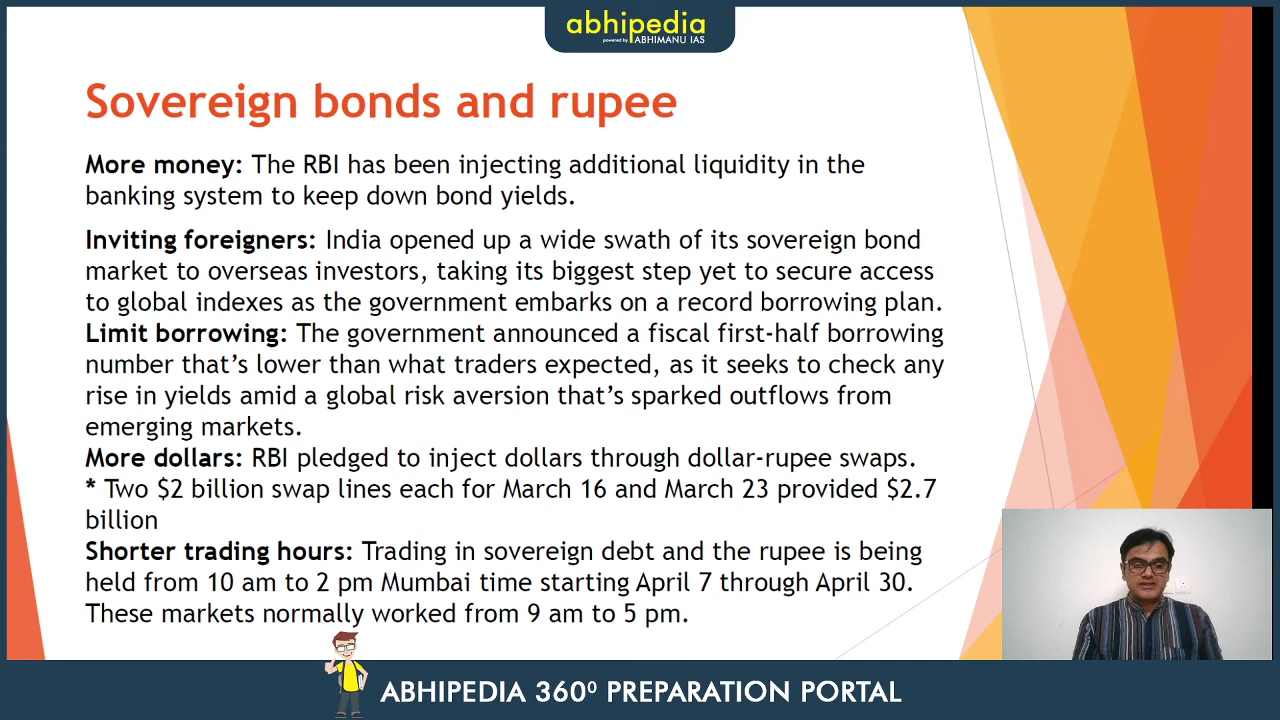 abhipedia
powered by ABHIMANU IAS
Sovereign bonds and rupee
More money: The RBI has been injecting additional liquidity in the
banking system to keep down bond yields.
Inviting foreigners: India opened up a wide swath of its sovereign bond
market to overseas investors, taking its biggest step yet to secure access
to global indexes as the government embarks on a record borrowing plan.
Limit borrowing: The government announced a fiscal first-half borrowing
number that’s lower than what traders expected, as it seeks to check any
rise in yields amid a global risk aversion that’s sparked outflows from
emerging markets.
More dollars: RBI pledged to inject dollars through dollar-rupee swaps.
* Two $2 billion swap lines each for March 16 and March 23 provided $2.7
billion
Shorter trading hours: Trading in sovereign debt and the rupee is being
held from 10 am to 2 pm Mumbai time starting April 7 through April 30.
These markets normally worked from 9 am to 5 pm.
ABHIPEDIA 360⁰ PREPARATION PORTAL